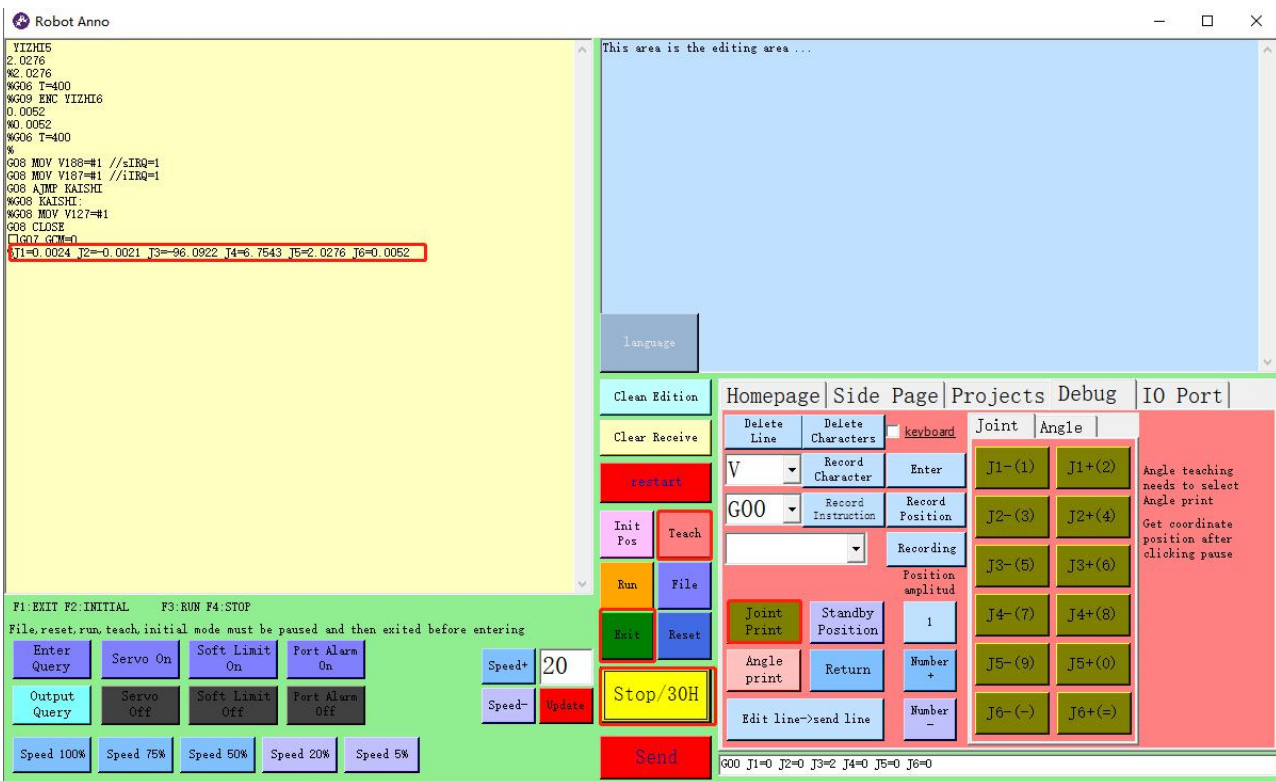 Robot Anno
YIZHI5
2.0276
%2.0276
%G06 T=400
%G09 ENC YIZHI6
0.0052
%0.0052
%G06 T=400
%
G08 MOV V188=#1 //sIRQ=1
G08 MOV V187=#1 //iIRQ=1
G08 AJMP KAISHI
%G08 KAISHI:
%G08 MOV V127=#1
G08 CLOSE
G07 GCM=0
J1=0.0024 J2=-0.0021 J3=-96.0922 J4=6.7543 J5=2.0276 J6=0.0052
This area is the editing area ...
language
F1:EXIT F2:INITIAL F3:RUN F4:STOP
File,reset,run,teach,initial mode must be paused and then exited before entering
Enter
Query
Servo On
Soft Limit
On
Port Alarm
On
Output
Query
Servo
Off
Soft Limit
Off
Port Alarm
Off
Speed+
20
Speed-
Update
Speed 100%
Speed 75%
Speed 50%
Speed 20%
Speed 5%
Clean Edition
Clear Receive
restart
Init
Pos
Teach
Run
File
Exit
Reset
Stop/30H
Send
Homepage
Side Page
Projects
Debug
IO Port
Delete
Line
Delete
Characters
keyboard
V
Record
Character
Enter
G00
Record
Instruction
Record
Position
Recording
Position
amplitud
Joint
Print
Standby
Position
1
Angle
print
Return
Number
+
Edit line->send line
Number
-
Joint
Angle
J1-(1)
J1+(2)
J2-(3)
J2+(4)
J3-(5)
J3+(6)
J4-(7)
J4+(8)
J5-(9)
J5+(0)
J6-(-)
J6+(=)
Angle teaching
needs to select
Angle print
Get coordinate
position after
clicking pause
G00 J1=0 J2=0 J3=2 J4=0 J5=0 J6=0